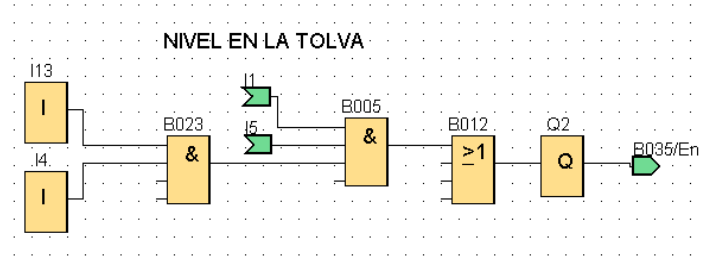 NIVEL EN LA TOLVA
I13
I
I4
I
B023
&
I1
I5
B005
&
B012
≥1
Q2
Q
B035/En